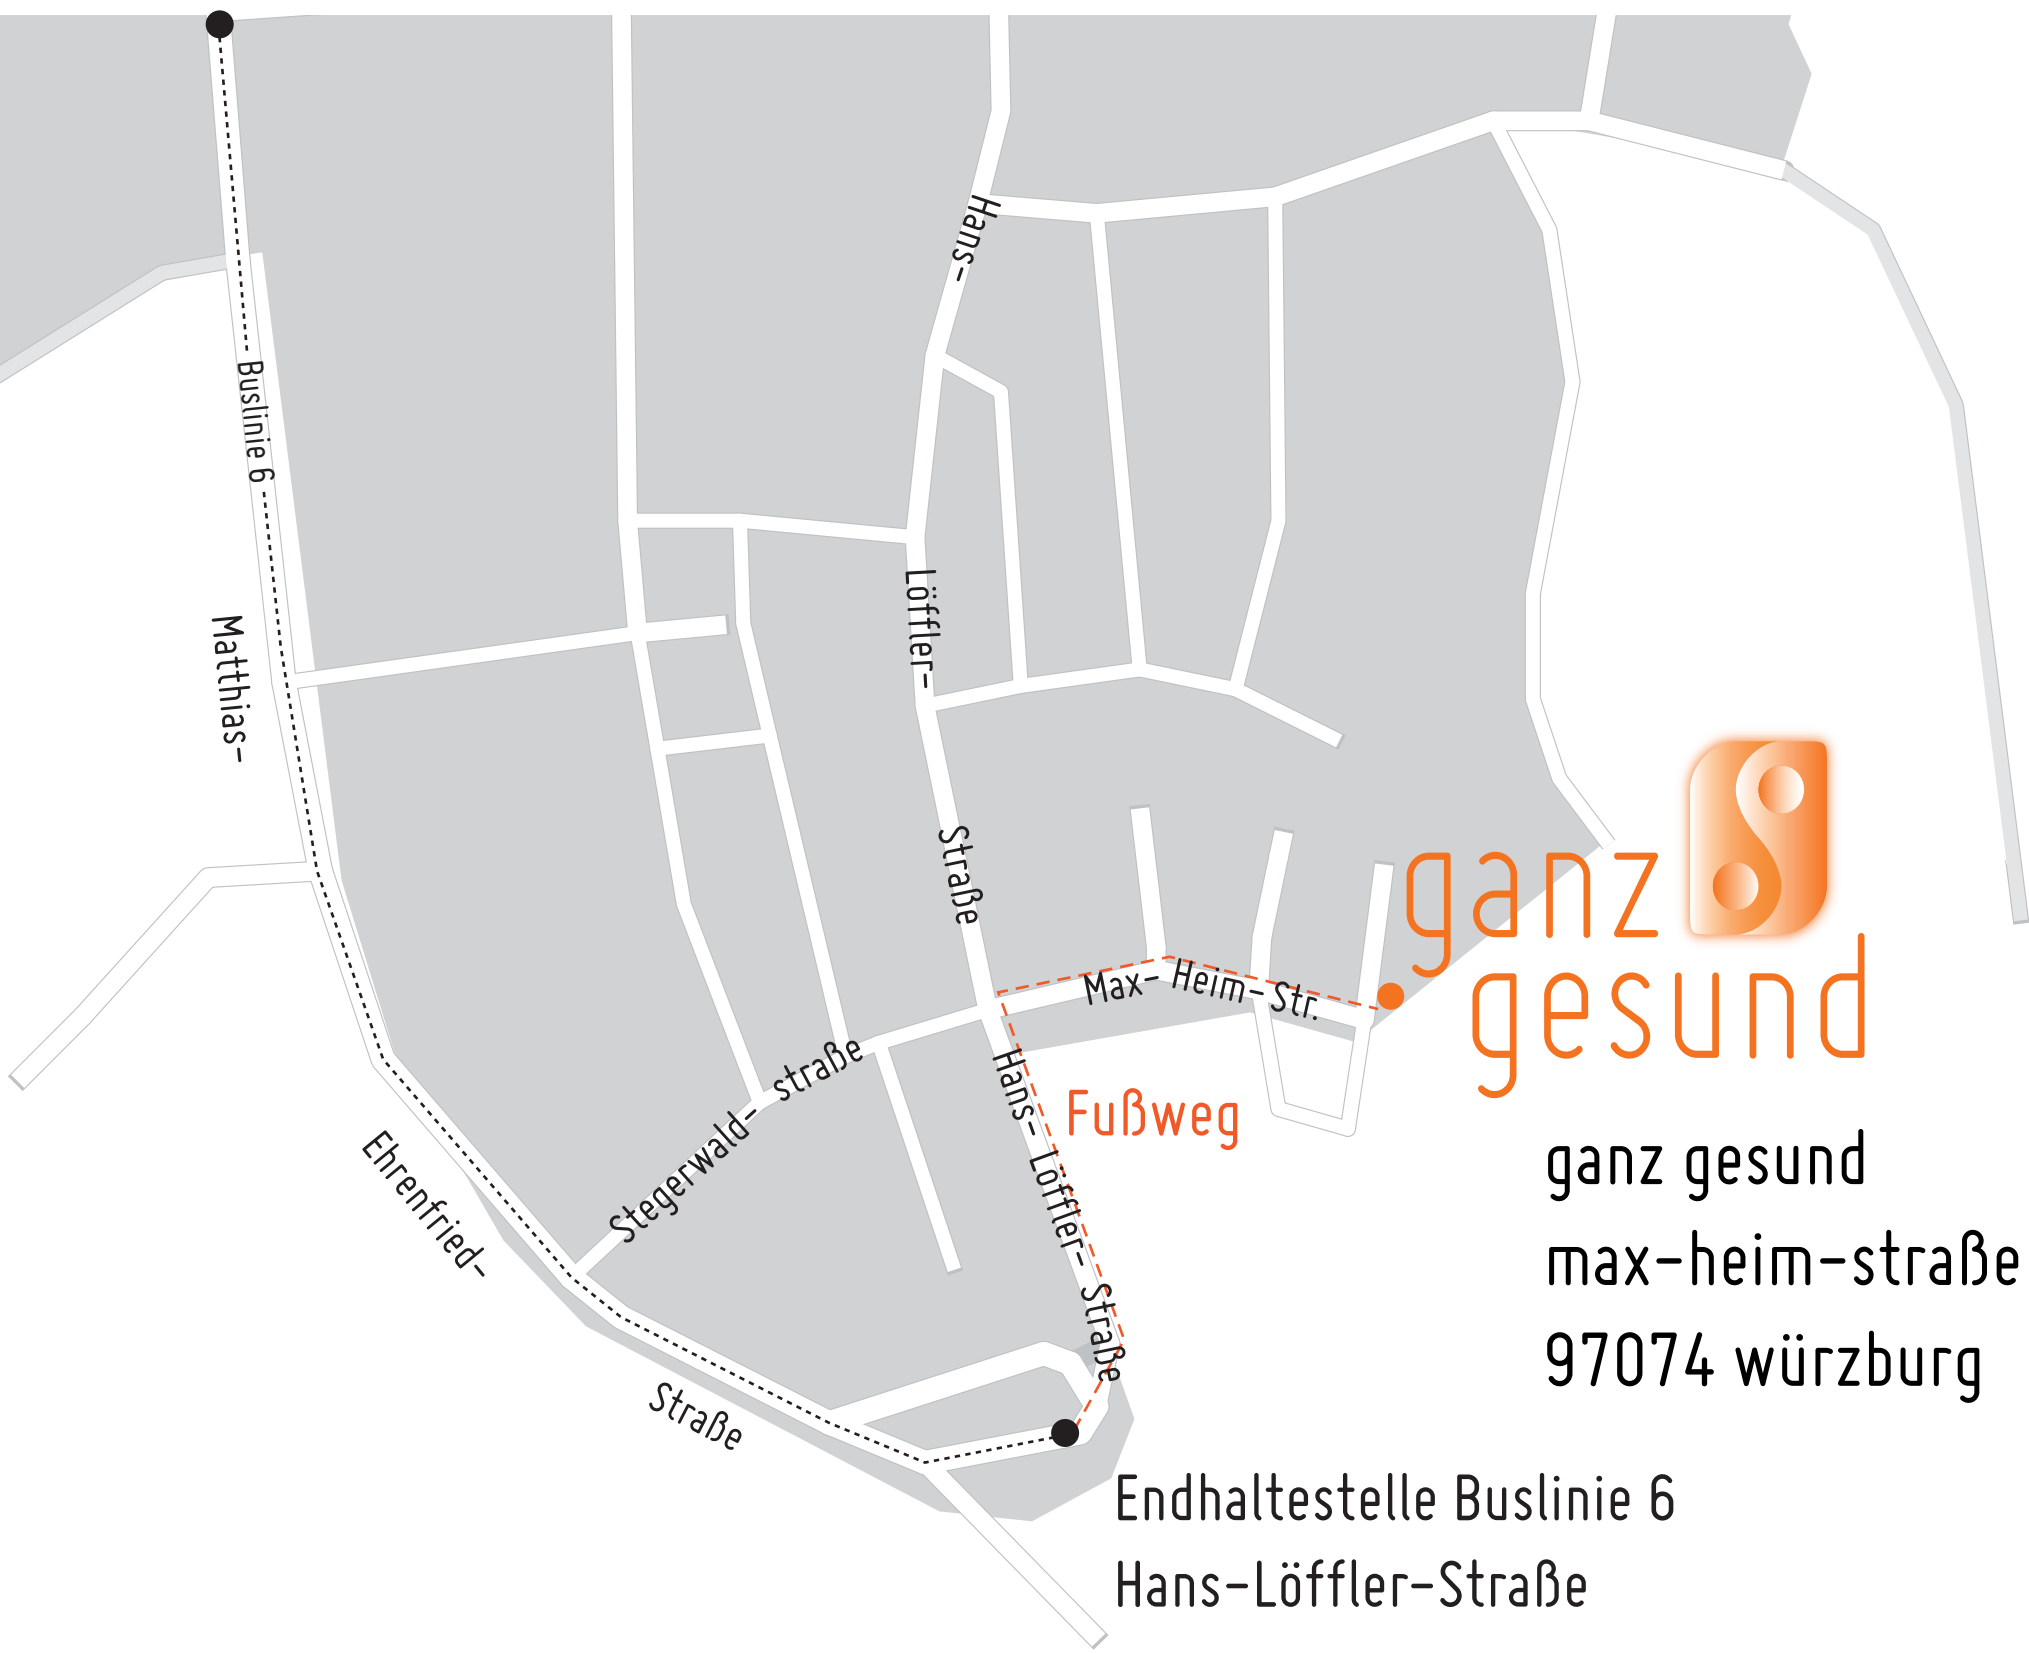 Hans-
Buslinie 6
Löffler-
Matthias-
Straße
ganz
gesund
Max- Heim-Str.
Stegerwald- straße
Hans- Löffler- Straße
Fußweg
Ehrenfried-
Straße
ganz gesund
max-heim-straße
97074 würzburg
Endhaltestelle Buslinie 6
Hans-Löffler-Straße